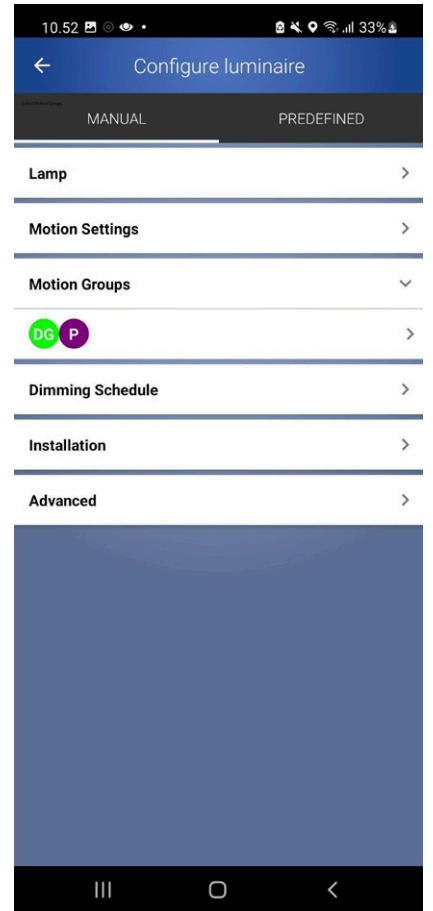 10.52 33%
Configure luminaire
MANUAL PREDEFINED
Lamp
Motion Settings
Motion Groups
DG P
Dimming Schedule
Installation
Advanced